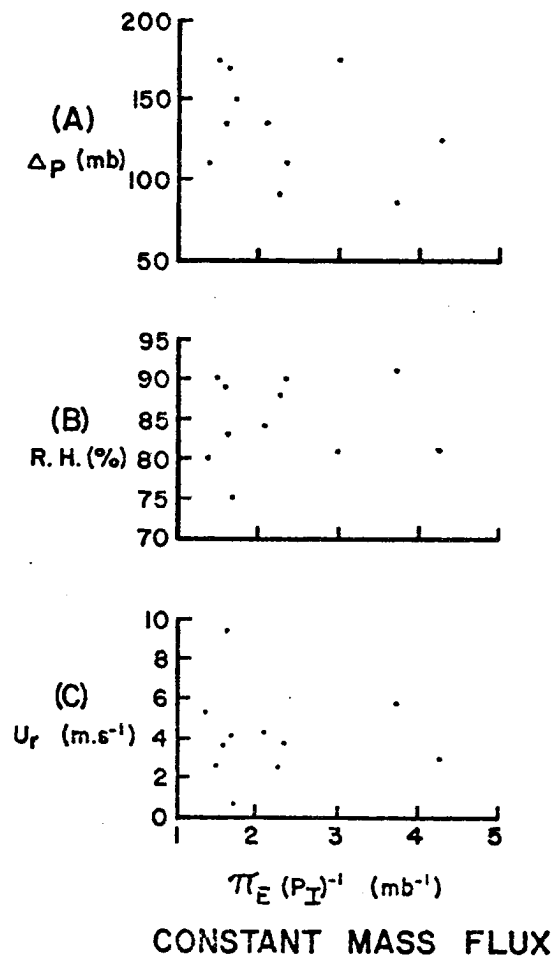 200
(A)
150
ΔP (mb)
100
50
95
90
(B)
85
R.H.(%)
80
75
70
10
8
(C)
6
Ur (m.s⁻¹)
4
2
0
1 2 3 4 5
πE (PI)⁻¹ (mb⁻¹)
CONSTANT MASS FLUX